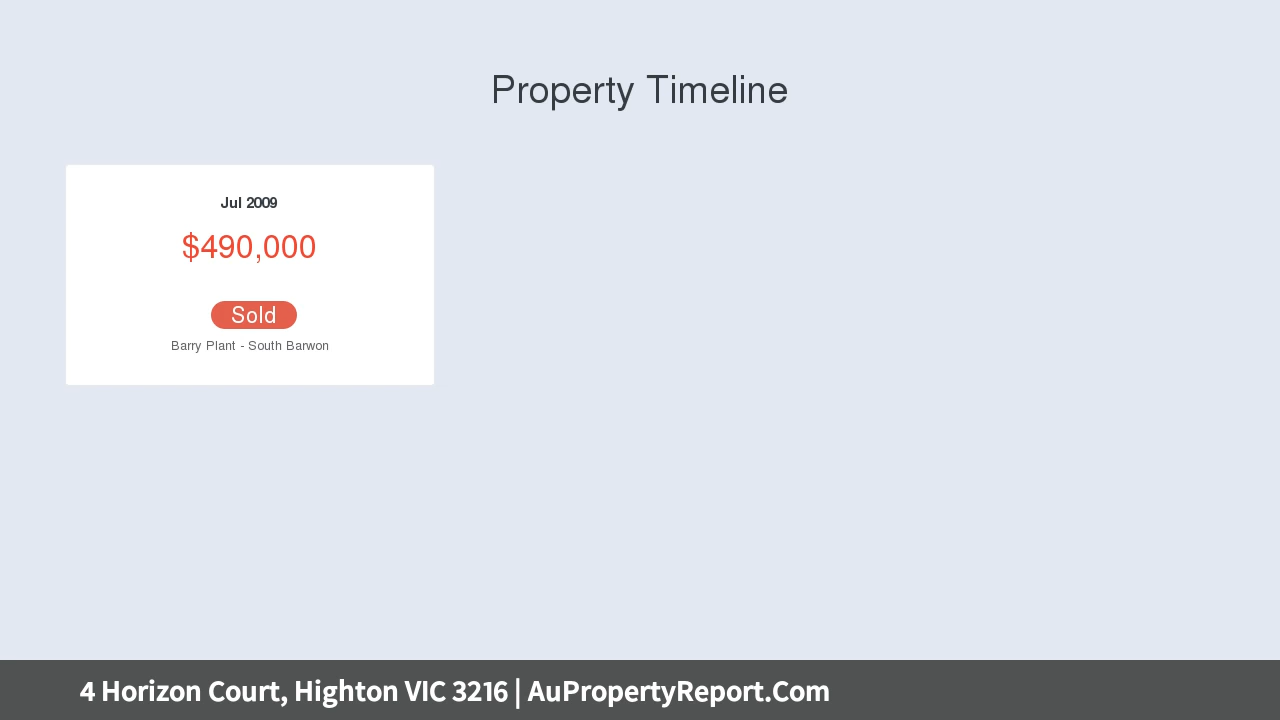 Property Timeline
Jul 2009
$490,000
Sold
Barry Plant - South Barwon
4 Horizon Court, Highton VIC 3216 | AuPropertyReport.Com